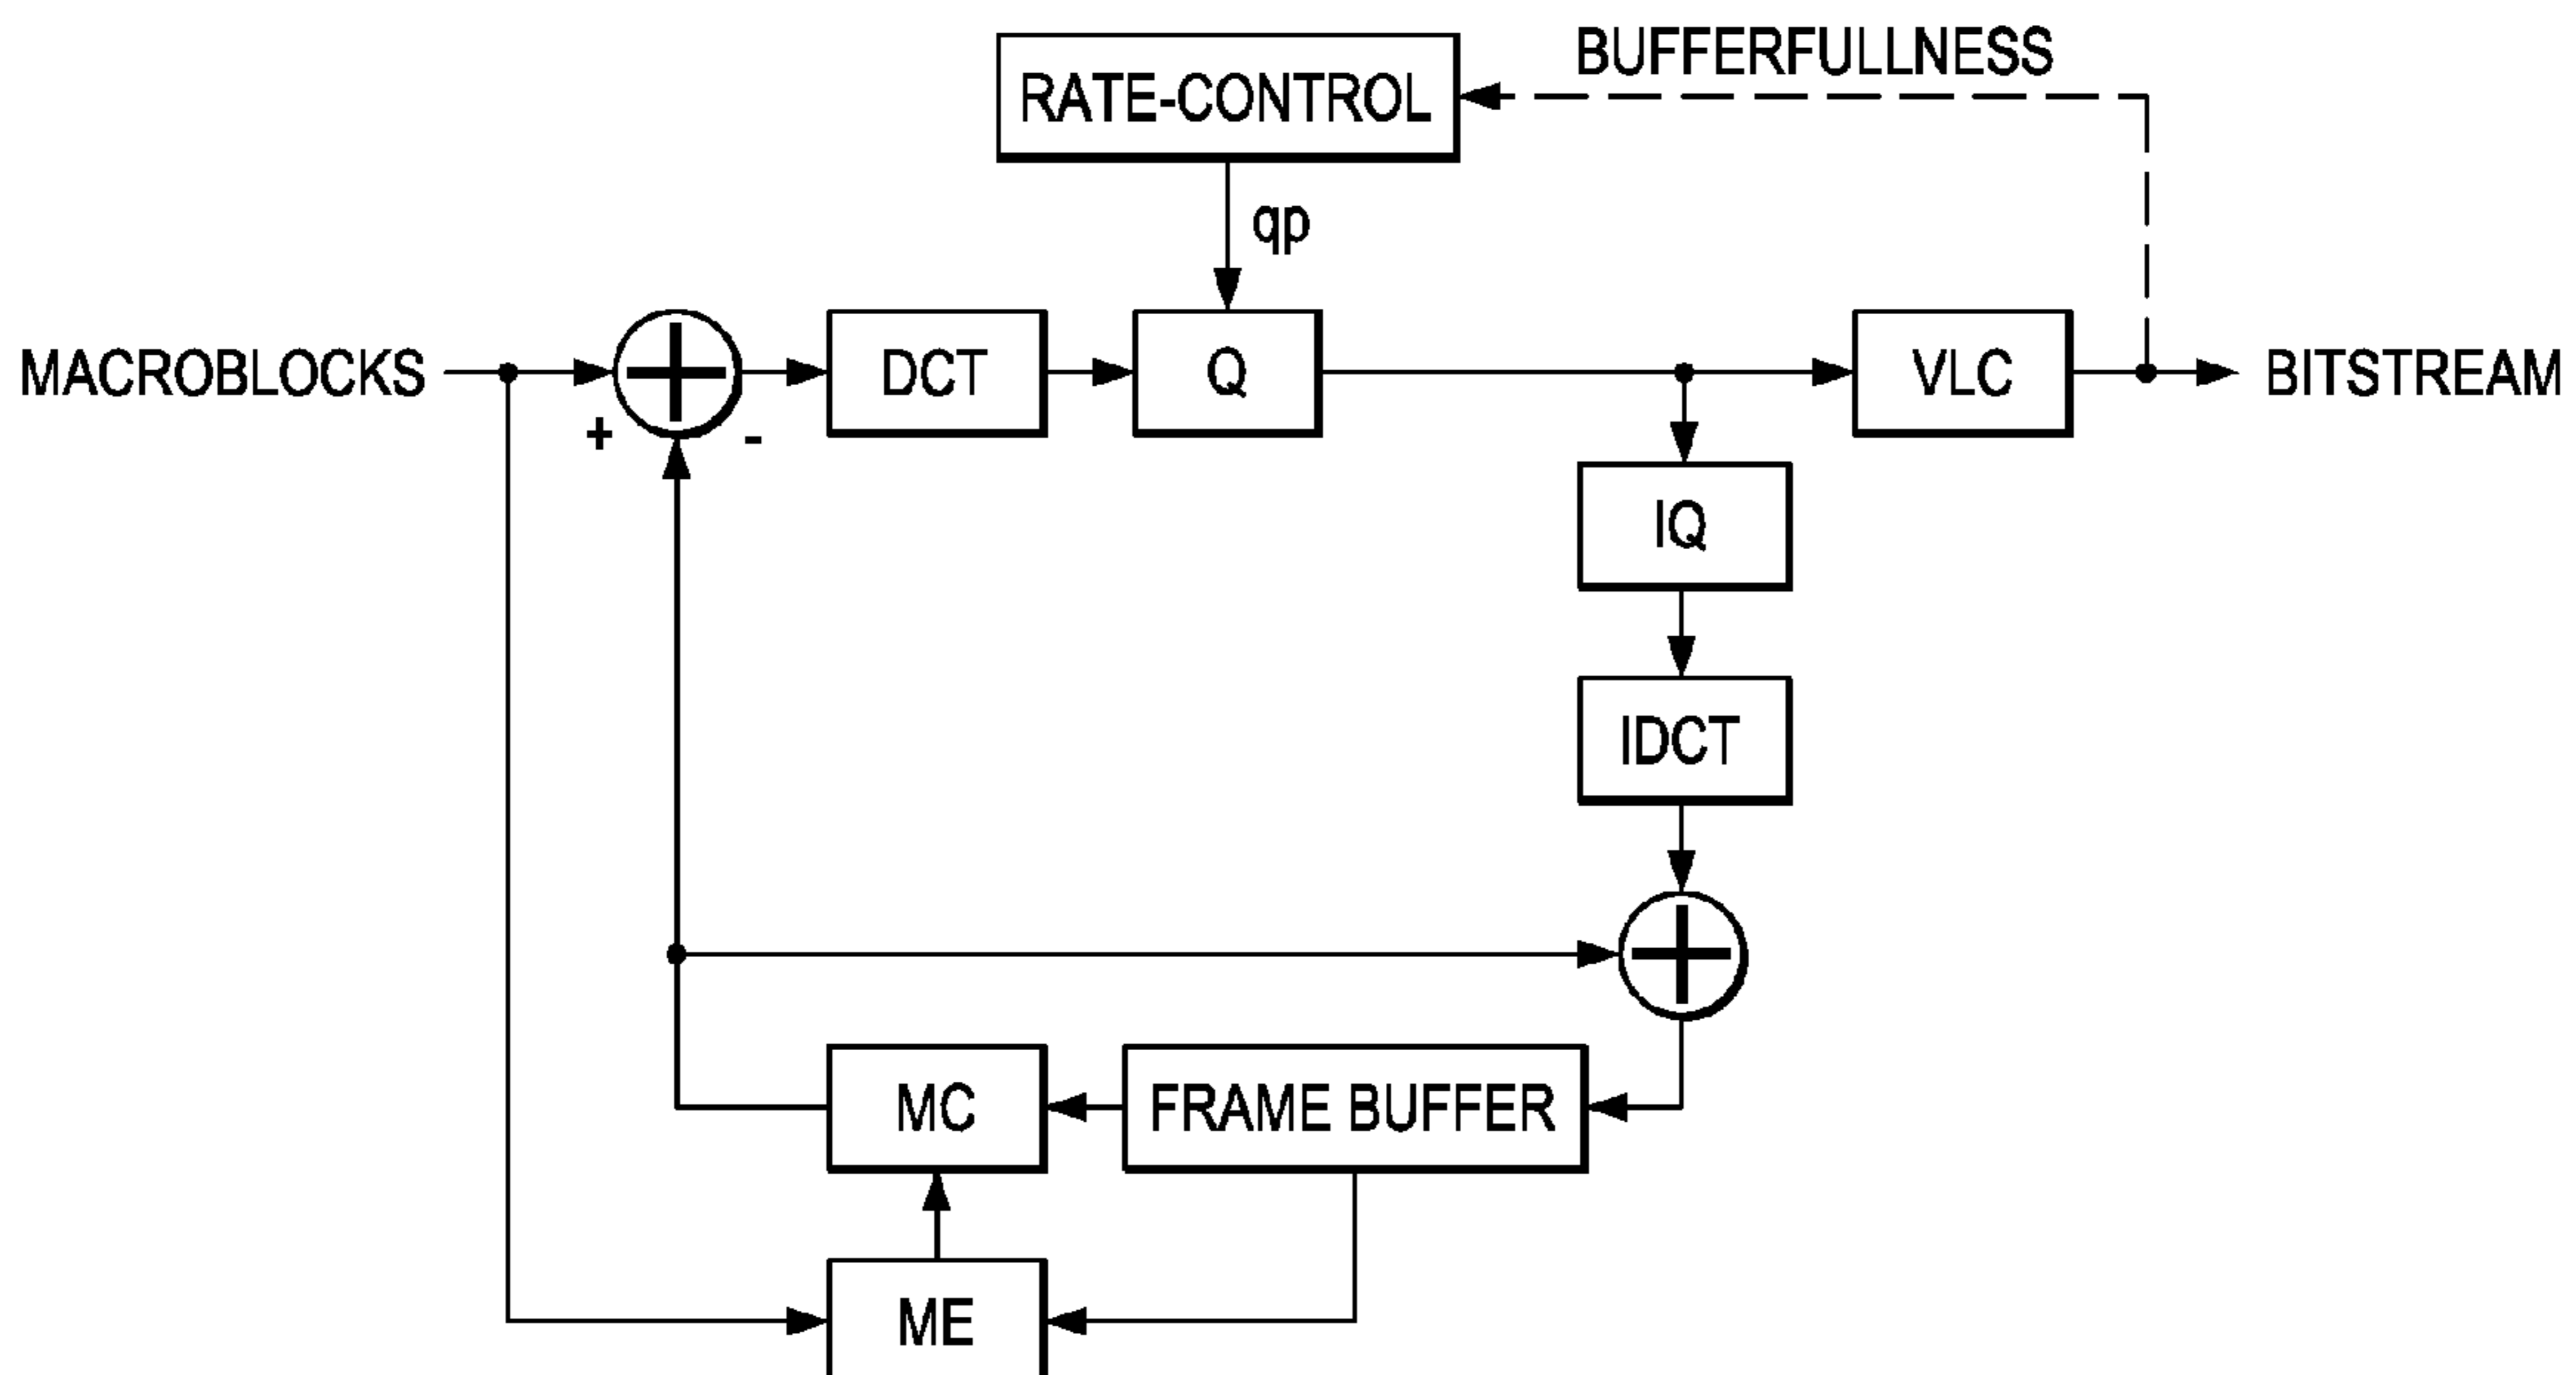 BUFFERFULLNESS
RATE-CONTROL
qp
MACROBLOCKS
+
-
DCT
Q
VLC
BITSTREAM
IQ
IDCT
MC
FRAME BUFFER
ME